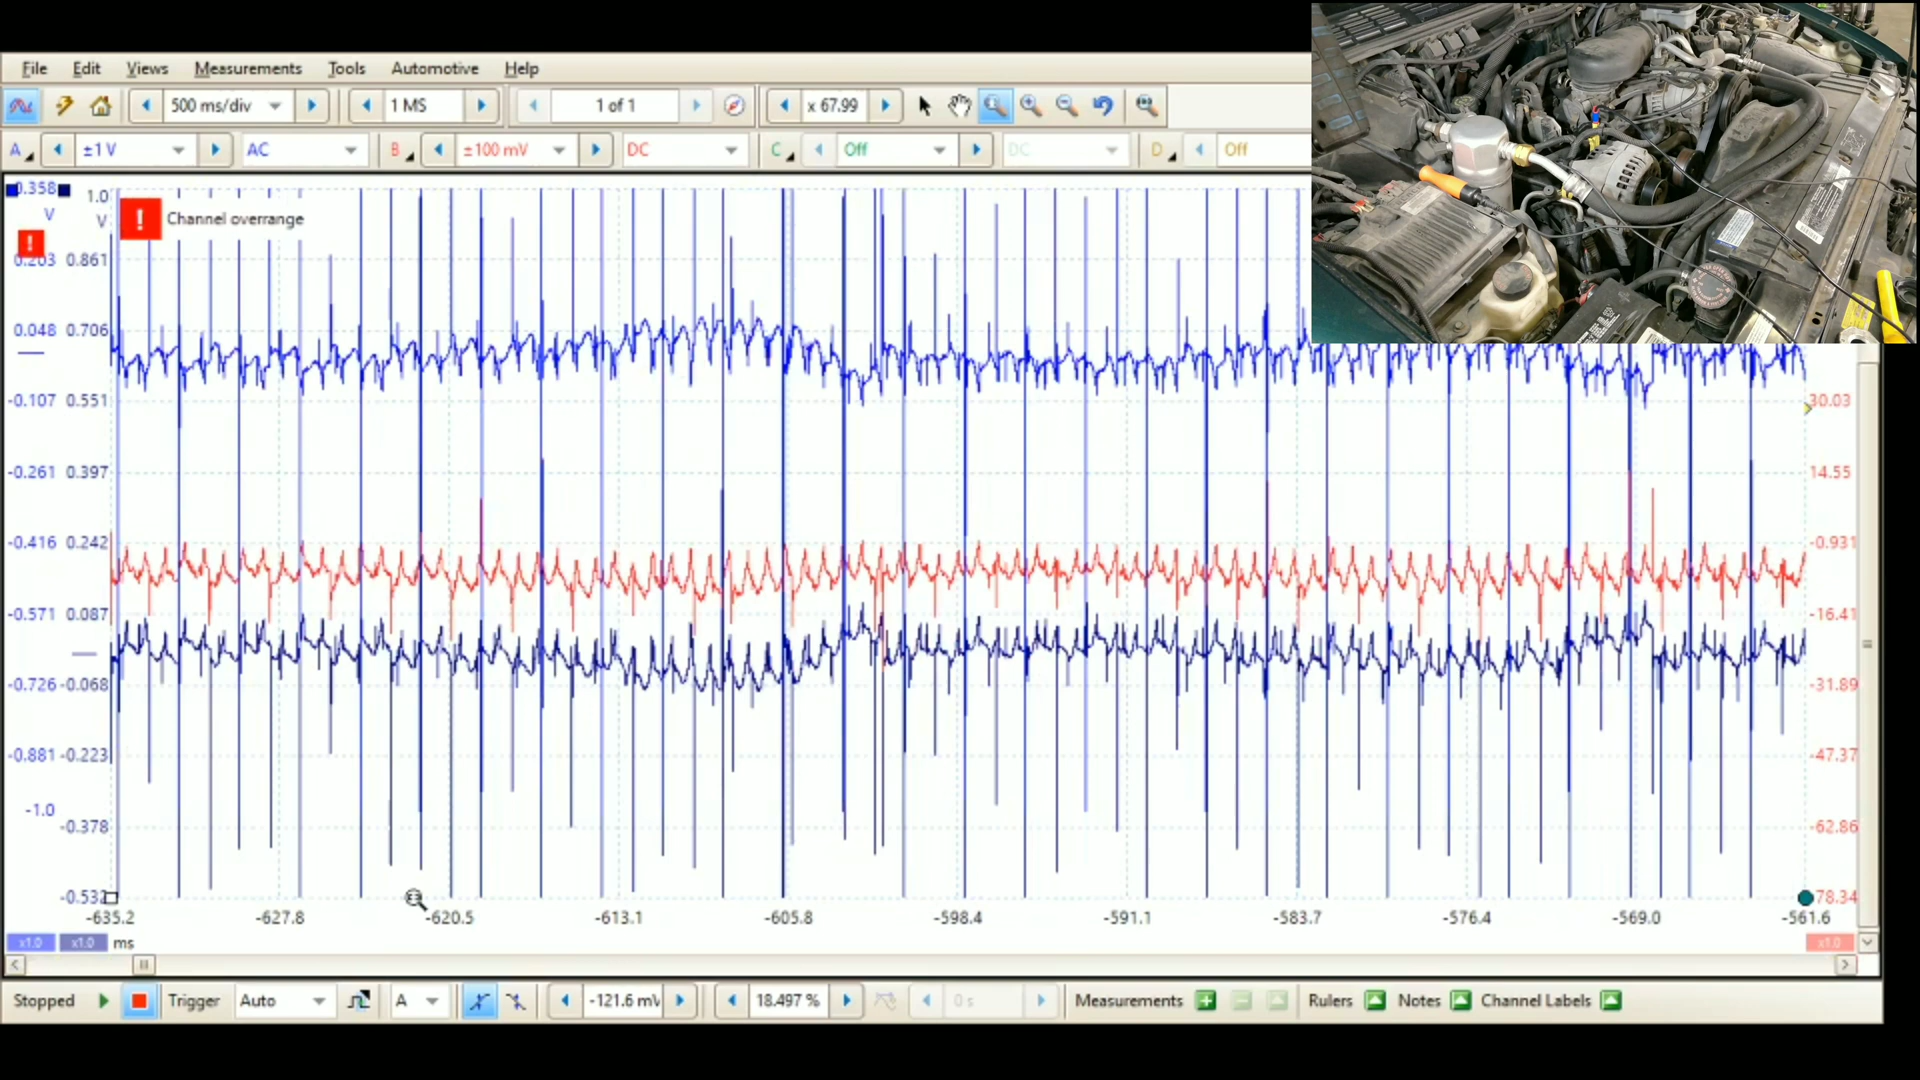 File Edit Views Measurements Tools Automotive Help
500 ms/div 1 MS 1 of 1 x 67.99
A ±1 V AC B ±100 mV DC C Off DC D Off
0.358 1.0
V V
! Channel overrange
!
0.203 0.861
0.048 0.706
-0.107 0.551 30.03
-0.261 0.397 14.55
-0.416 0.242 -0.931
-0.571 0.087 -16.41
-0.726 -0.068 -31.89
-0.881 -0.223 -47.37
-1.0
-0.378 -62.86
-0.532 -78.34
-635.2 -627.8 -620.5 -613.1 -605.8 -598.4 -591.1 -583.7 -576.4 -569.0 -561.6
x1.0 x1.0 ms x1.0
Stopped Trigger Auto A -121.6 mV 18.497 % 0 s Measurements Rulers Notes Channel Labels